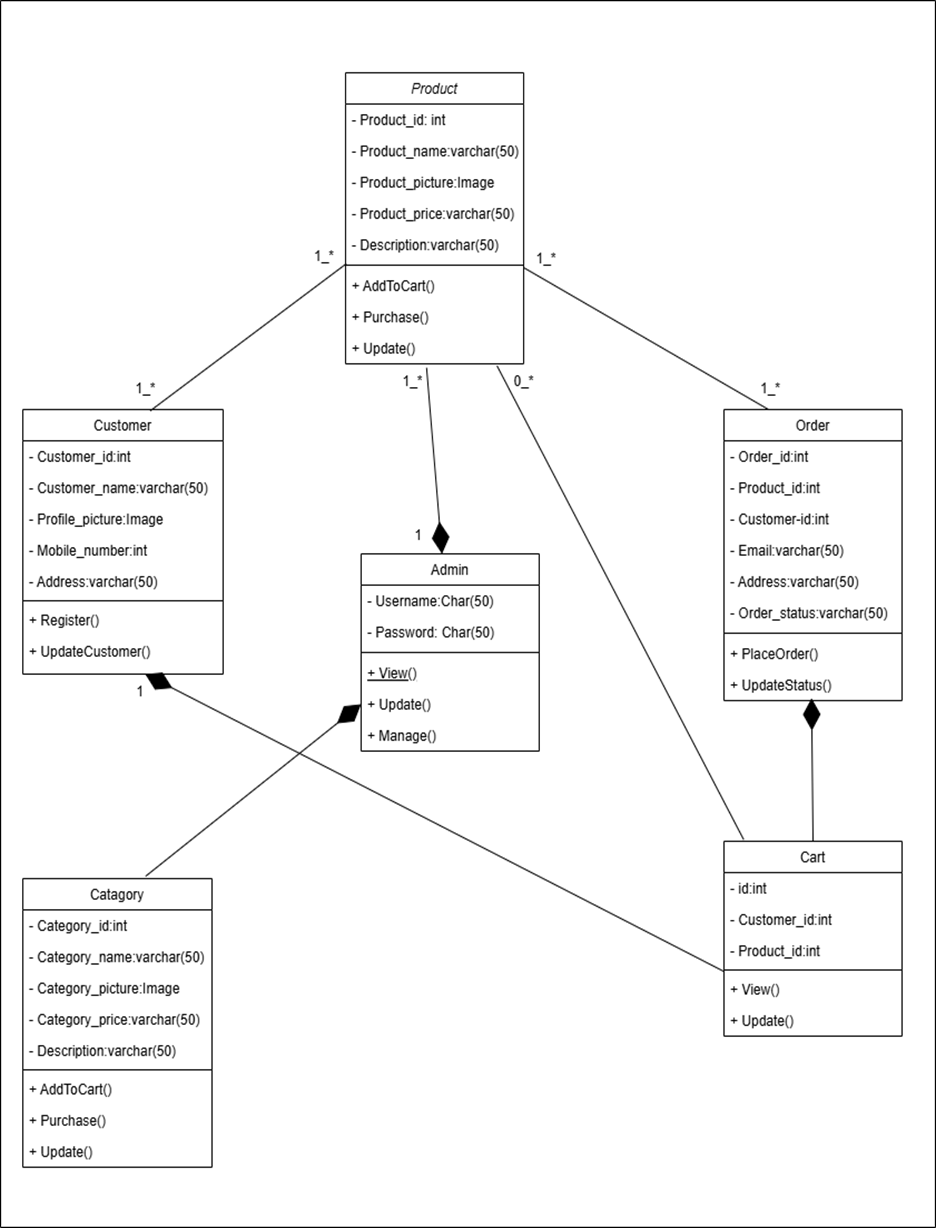 Product
- Product_id: int
- Product_name:varchar(50)
- Product_picture:Image
- Product_price:varchar(50)
- Description:varchar(50)
+ AddToCart()
+ Purchase()
+ Update()
1_*
1_*
1_*
0_*
1_*
1_*
Customer
- Customer_id:int
- Customer_name:varchar(50)
- Profile_picture:Image
- Mobile_number:int
- Address:varchar(50)
+ Register()
+ UpdateCustomer()
1
1
Admin
- Username:Char(50)
- Password: Char(50)
+ View()
+ Update()
+ Manage()
Order
- Order_id:int
- Product_id:int
- Customer-id:int
- Email:varchar(50)
- Address:varchar(50)
- Order_status:varchar(50)
+ PlaceOrder()
+ UpdateStatus()
Catagory
- Category_id:int
- Category_name:varchar(50)
- Category_picture:Image
- Category_price:varchar(50)
- Description:varchar(50)
+ AddToCart()
+ Purchase()
+ Update()
Cart
- id:int
- Customer_id:int
- Product_id:int
+ View()
+ Update()